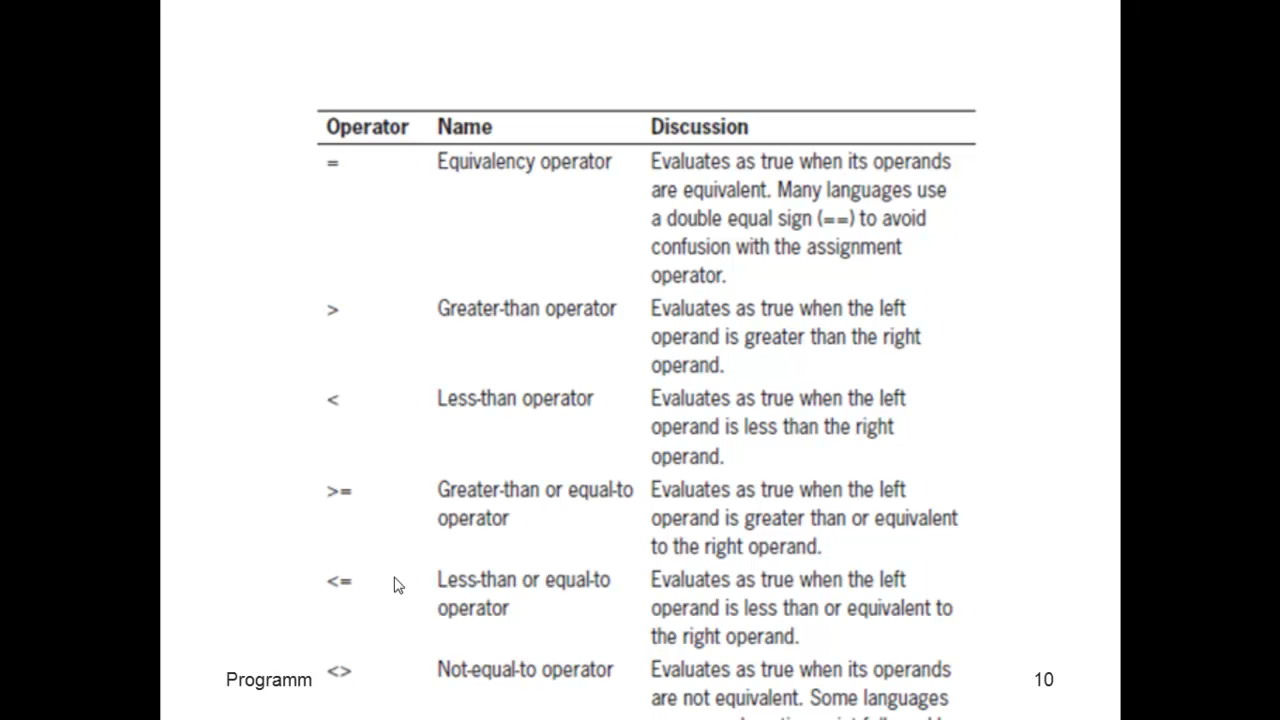 Operator Name Discussion
= Equivalency operator Evaluates as true when its operands
are equivalent. Many languages use
a double equal sign (==) to avoid
confusion with the assignment
operator.
> Greater-than operator Evaluates as true when the left
operand is greater than the right
operand.
< Less-than operator Evaluates as true when the left
operand is less than the right
operand.
>= Greater-than or equal-to Evaluates as true when the left
operator operand is greater than or equivalent
to the right operand.
<= Less-than or equal-to Evaluates as true when the left
operator operand is less than or equivalent to
the right operand.
<> Not-equal-to operator Evaluates as true when its operands
are not equivalent. Some languages
Programm 10